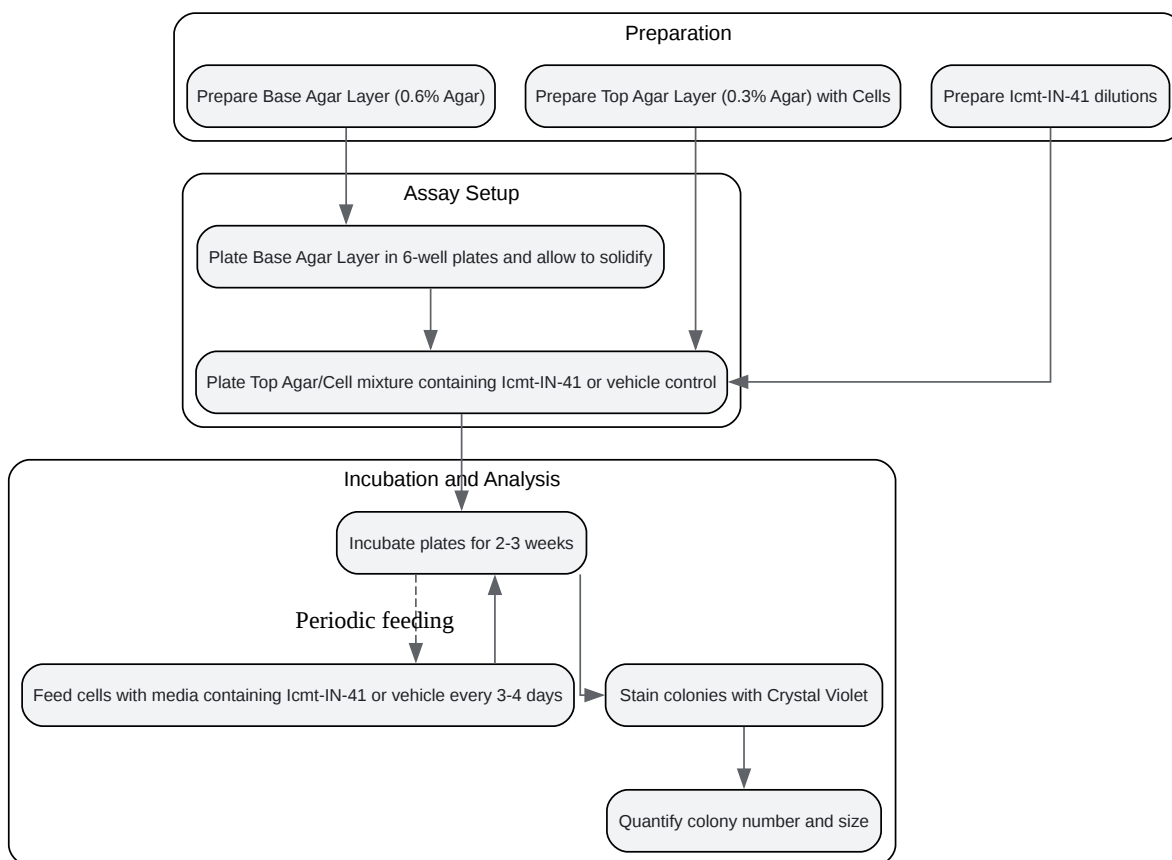 Preparation
Prepare Base Agar Layer (0.6% Agar)
Prepare Top Agar Layer (0.3% Agar) with Cells
Prepare Icmt-IN-41 dilutions
Assay Setup
Plate Base Agar Layer in 6-well plates and allow to solidify
Plate Top Agar/Cell mixture containing Icmt-IN-41 or vehicle control
Incubation and Analysis
Incubate plates for 2-3 weeks
Periodic feeding
Feed cells with media containing Icmt-IN-41 or vehicle every 3-4 days
Stain colonies with Crystal Violet
Quantify colony number and size